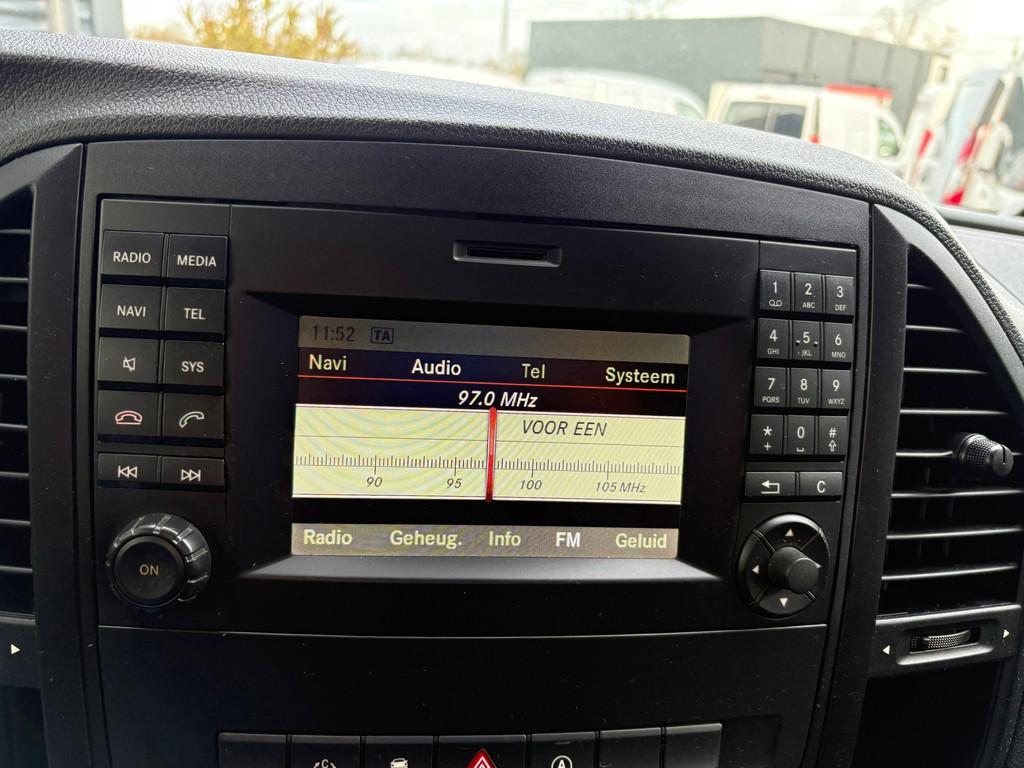 RADIO MEDIA
NAVI TEL
SYS
ON
11:52 TA
Navi Audio Tel Systeem
97.0 MHz
VOOR EEN
90 95 100 105 MHz
Radio Geheug. Info FM Geluid
1 2 ABC 3 DEF
4 GHI 5 JKL 6 MNO
7 PQRS 8 TUV 9 WXYZ
* + 0 #
C
C A